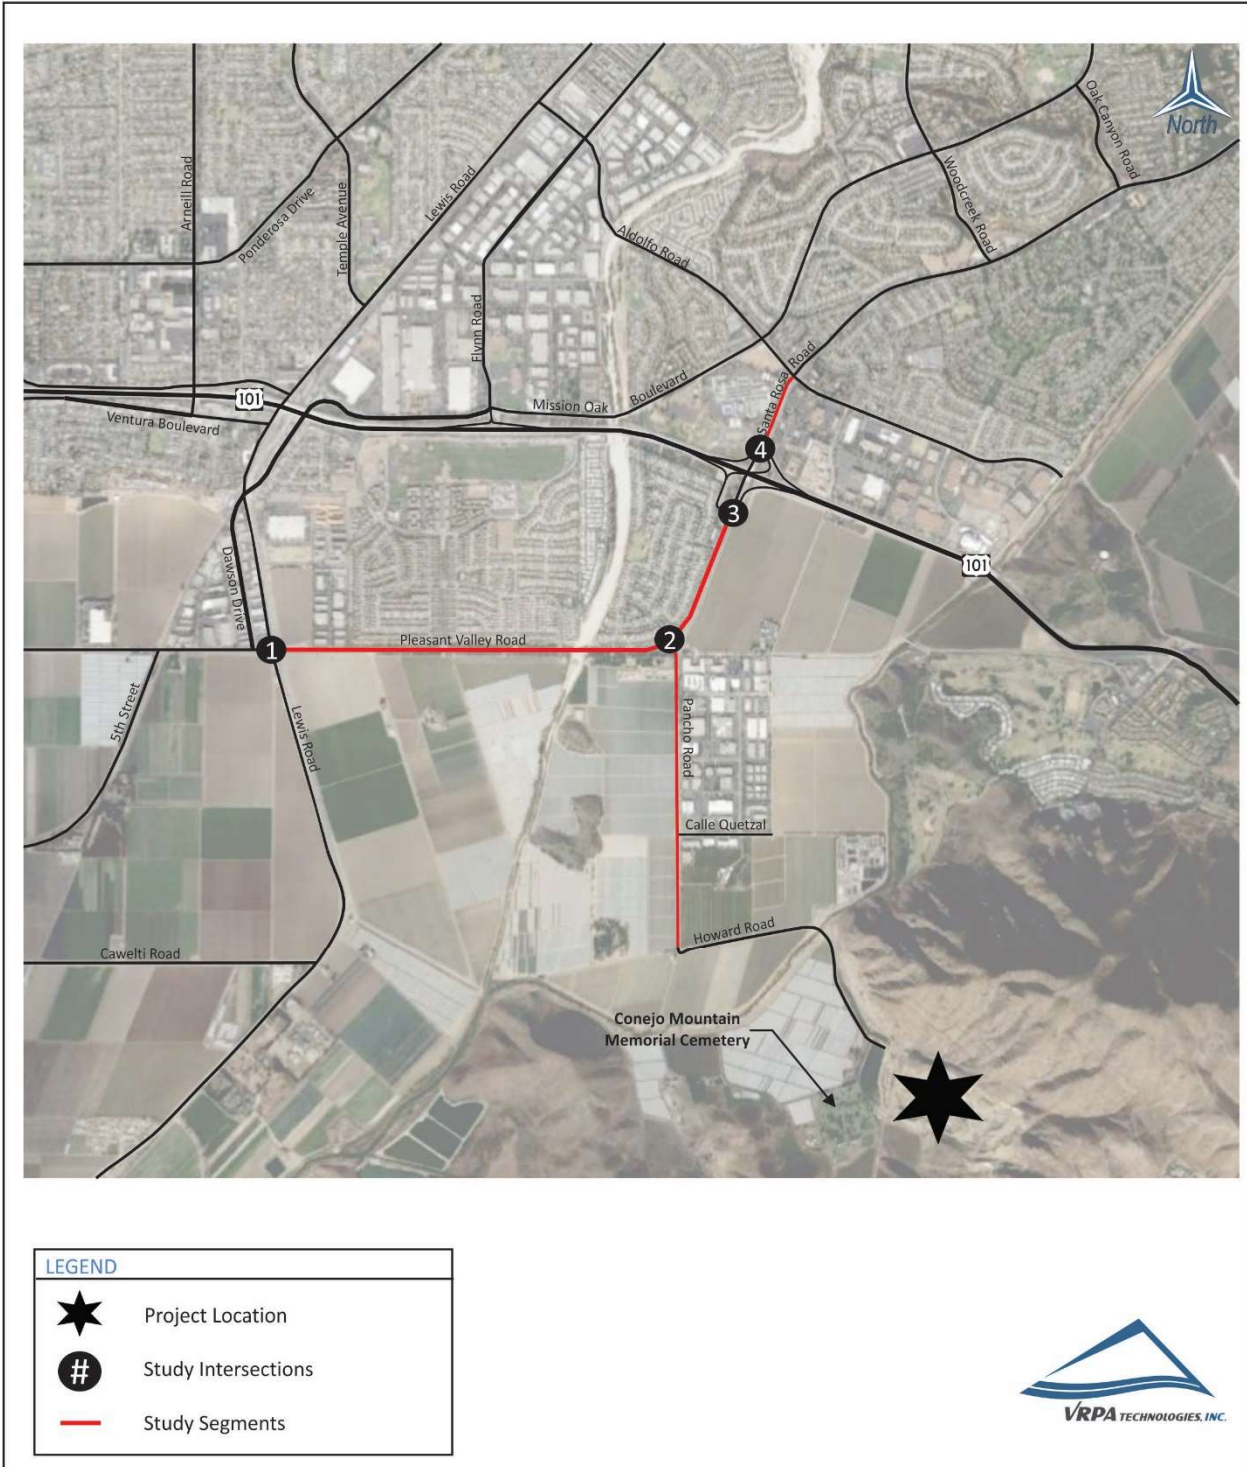 North
Oak Canyon Road
Arneill Road
Ponderosa Drive
Temple Avenue
Lewis Road
Woodcreek Road
Adolfo Road
Flynn Road
Santa Rosa Road
101
Ventura Boulevard
Mission Oak
Boulevard
4
3
101
Dawson Drive
1
Pleasant Valley Road
2
5th Street
Lewis Road
Pancho Road
Calle Quetzal
Cawelti Road
Howard Road
Conejo Mountain
Memorial Cemetery
LEGEND
Project Location
# Study Intersections
Study Segments
VRPA TECHNOLOGIES, INC.